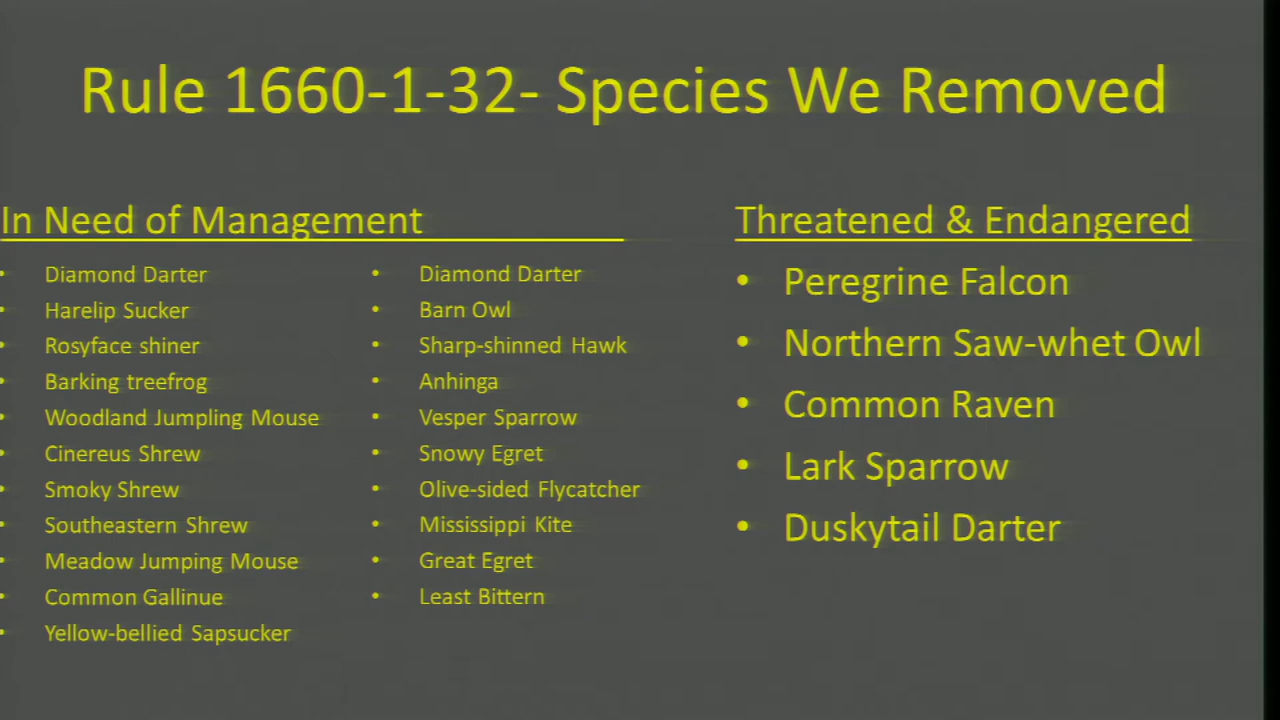 Rule 1660-1-32- Species We Removed
In Need of Management
• Diamond Darter
• Harelip Sucker
• Rosyface shiner
• Barking treefrog
• Woodland Jumpling Mouse
• Cinereus Shrew
• Smoky Shrew
• Southeastern Shrew
• Meadow Jumping Mouse
• Common Gallinue
• Yellow-bellied Sapsucker
• Diamond Darter
• Barn Owl
• Sharp-shinned Hawk
• Anhinga
• Vesper Sparrow
• Snowy Egret
• Olive-sided Flycatcher
• Mississippi Kite
• Great Egret
• Least Bittern
Threatened & Endangered
• Peregrine Falcon
• Northern Saw-whet Owl
• Common Raven
• Lark Sparrow
• Duskytail Darter